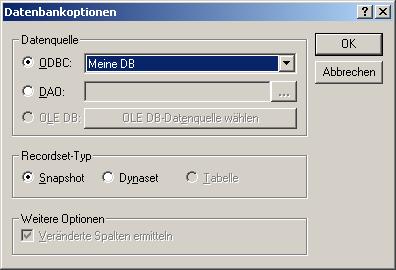 Datenbankoptionen
Datenquelle
ODBC: Meine DB
OK
DAO: ...
Abbrechen
OLE DB: OLE DB-Datenquelle wählen
Recordset-Typ
Snapshot Dynaset Tabelle
Weitere Optionen
Veränderte Spalten ermitteln